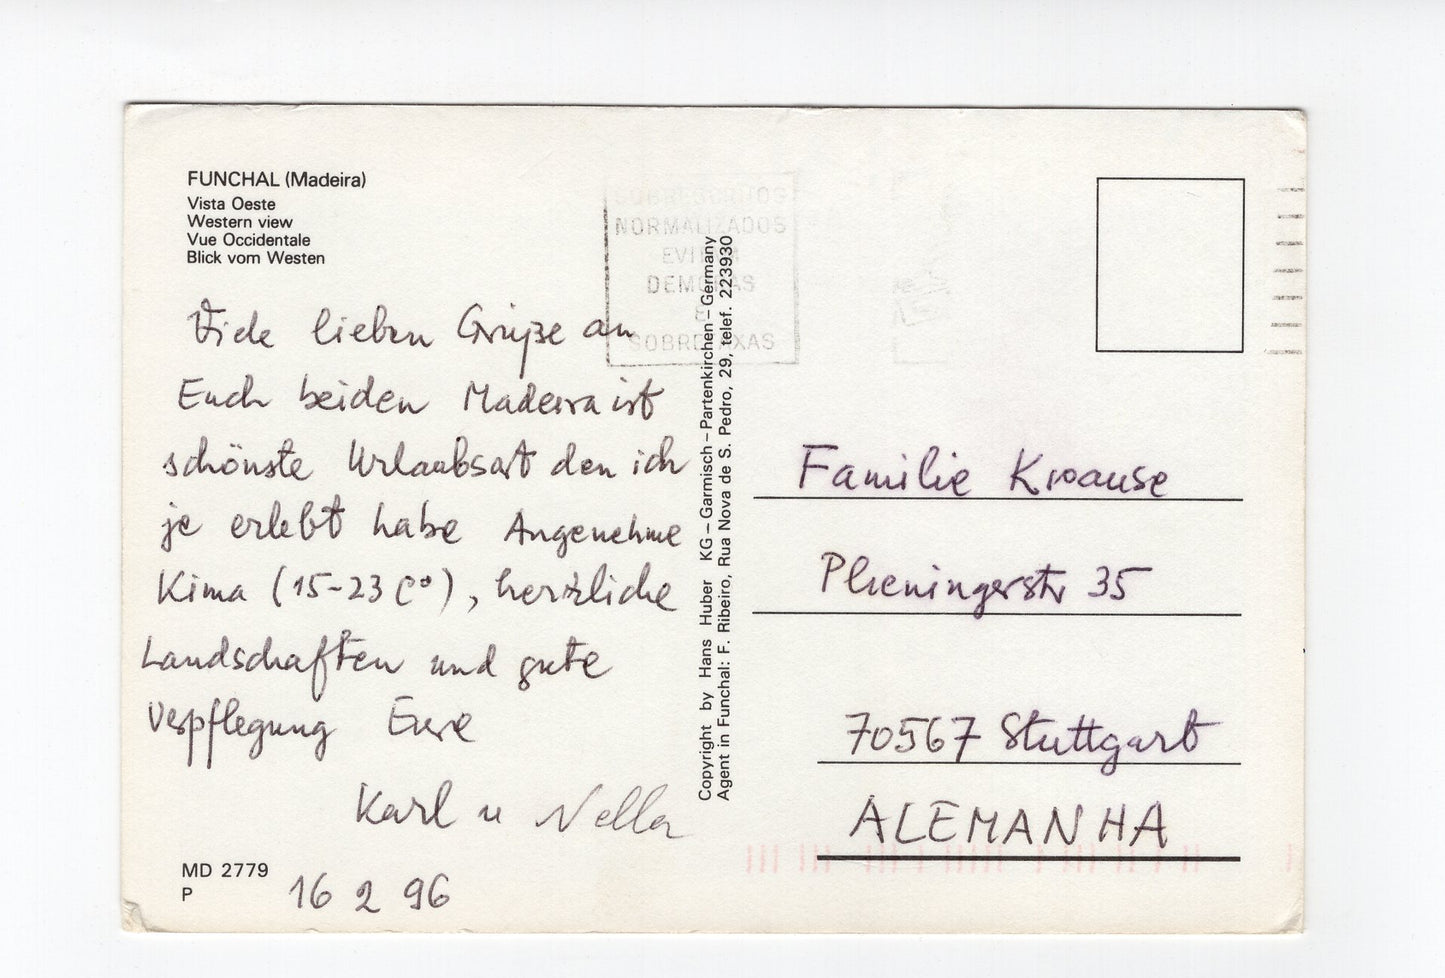 FUNCHAL (Madeira)
Vista Oeste
Western view
Vue Occidentale
Blick vom Westen
Viele lieben Grüße an
Euch beiden Madeira ist
schönste Urlaubsort den ich
je erlebt habe Angenehme
Kima (15-23 C°), herzliche
Landschaften und gute
Verpflegung Eure
Karl u Nella
16 2 96
MD 2779
P
SOBRESCRITOS
NORMALIZADOS
EVITAM
DEMORAS
E
SOBRETAXAS
Copyright by Hans Huber KG – Garmisch – Partenkirchen – Germany
Agent in Funchal: F. Ribeiro, Rua Nova de S. Pedro, 29, telef. 223930
Familie Kroause
Plieningerstr 35
70567 Stuttgart
ALEMANHA